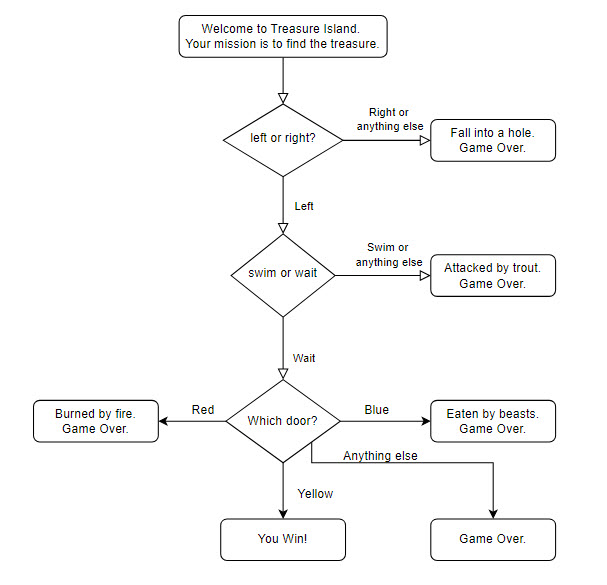 Welcome to Treasure Island.
Your mission is to find the treasure.
left or right?
Right or
anything else
Fall into a hole.
Game Over.
Left
swim or wait
Swim or
anything else
Attacked by trout.
Game Over.
Wait
Burned by fire.
Game Over.
Red
Which door?
Blue
Eaten by beasts.
Game Over.
Anything else
Yellow
You Win!
Game Over.